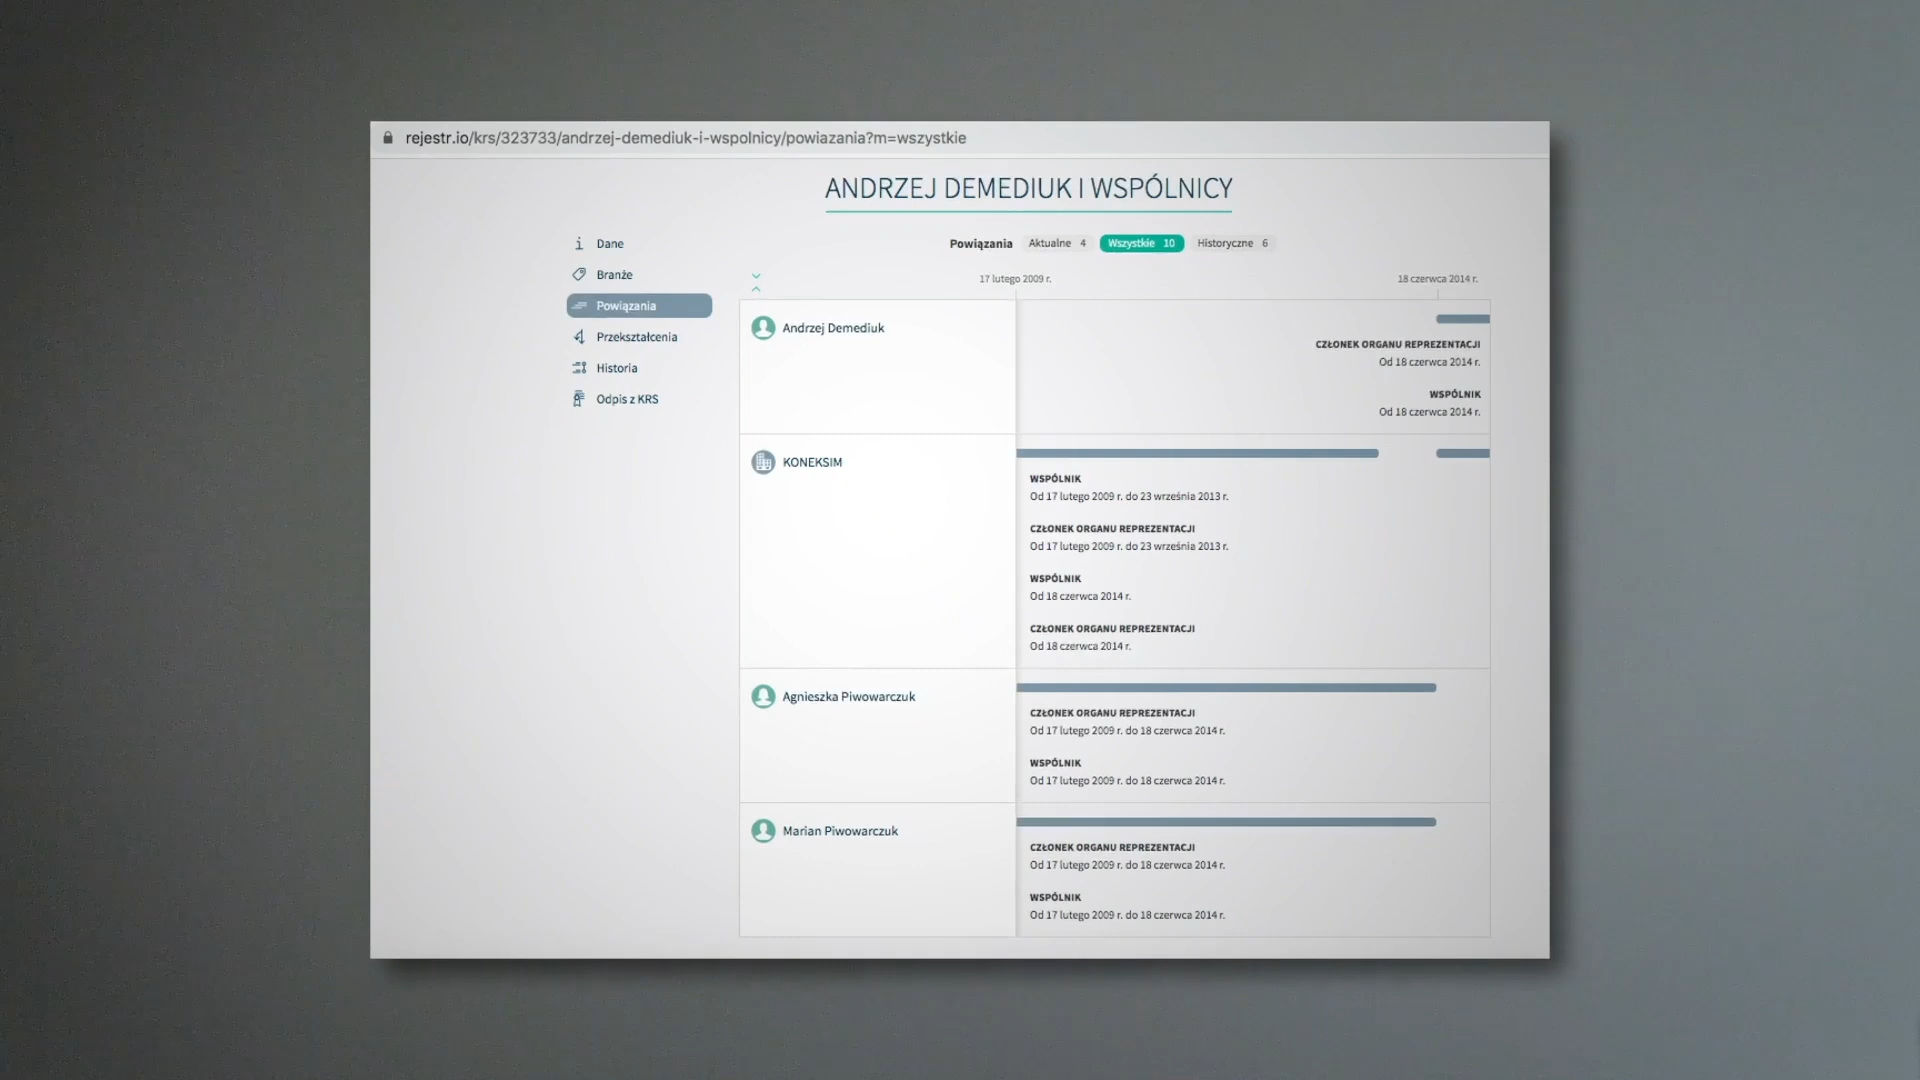 rejestr.io/krs/323733/andrzej-demediuk-i-wspolnicy/powiazania?m=wszystkie
ANDRZEJ DEMEDIUK I WSPÓLNICY
Dane
Branże
Powiązania
Przekształcenia
Historia
Odpis z KRS
Powiązania Aktualne 4 Wszystkie 10 Historyczne 6
17 lutego 2009 r. 18 czerwca 2014 r.
Andrzej Demediuk
CZŁONEK ORGANU REPREZENTACJI
Od 18 czerwca 2014 r.
WSPÓLNIK
Od 18 czerwca 2014 r.
KONEKSIM
WSPÓLNIK
Od 17 lutego 2009 r. do 23 września 2013 r.
CZŁONEK ORGANU REPREZENTACJI
Od 17 lutego 2009 r. do 23 września 2013 r.
WSPÓLNIK
Od 18 czerwca 2014 r.
CZŁONEK ORGANU REPREZENTACJI
Od 18 czerwca 2014 r.
Agnieszka Piwowarczuk
CZŁONEK ORGANU REPREZENTACJI
Od 17 lutego 2009 r. do 18 czerwca 2014 r.
WSPÓLNIK
Od 17 lutego 2009 r. do 18 czerwca 2014 r.
Marian Piwowarczuk
CZŁONEK ORGANU REPREZENTACJI
Od 17 lutego 2009 r. do 18 czerwca 2014 r.
WSPÓLNIK
Od 17 lutego 2009 r. do 18 czerwca 2014 r.